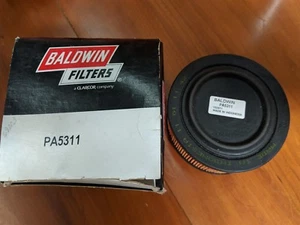 BALDWIN
FILTERS
a CLARCOR company
PA5311
BALDWIN
PA5311